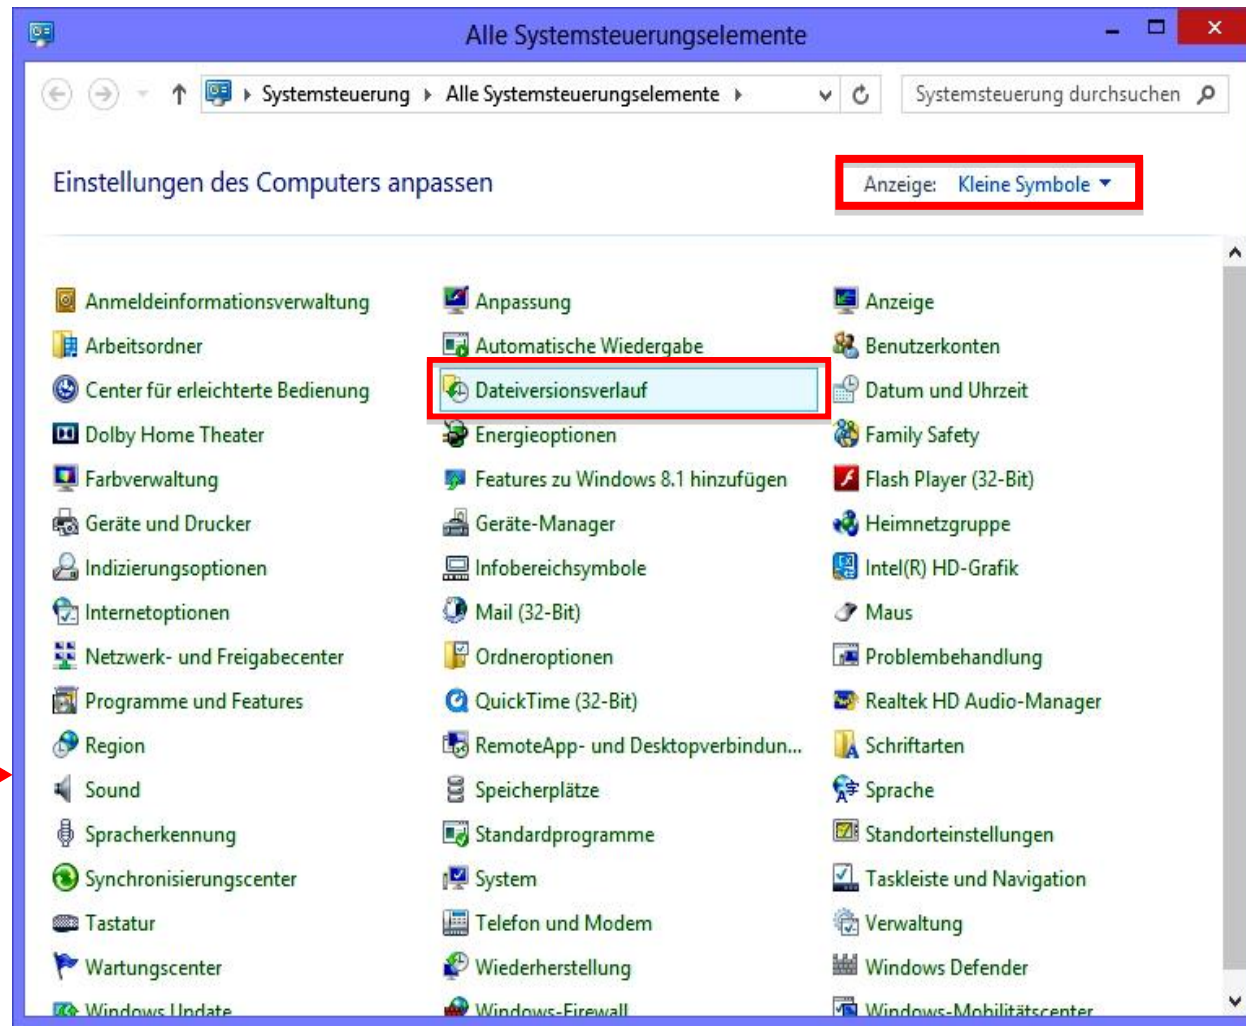 Alle Systemsteuerungselemente
Systemsteuerung Alle Systemsteuerungselemente Systemsteuerung durchsuchen
Einstellungen des Computers anpassen Anzeige: Kleine Symbole
Anmeldeinformationsverwaltung Anpassung Anzeige
Arbeitsordner Automatische Wiedergabe Benutzerkonten
Center für erleichterte Bedienung Dateiversionsverlauf Datum und Uhrzeit
Dolby Home Theater Energieoptionen Family Safety
Farbverwaltung Features zu Windows 8.1 hinzufügen Flash Player (32-Bit)
Geräte und Drucker Geräte-Manager Heimnetzgruppe
Indizierungsoptionen Infobereichsymbole Intel(R) HD-Grafik
Internetoptionen Mail (32-Bit) Maus
Netzwerk- und Freigabecenter Ordneroptionen Problembehandlung
Programme und Features QuickTime (32-Bit) Realtek HD Audio-Manager
Region RemoteApp- und Desktopverbindun... Schriftarten
Sound Speicherplätze Sprache
Spracherkennung Standardprogramme Standorteinstellungen
Synchronisierungscenter System Taskleiste und Navigation
Tastatur Telefon und Modem Verwaltung
Wartungscenter Wiederherstellung Windows Defender
Windows Update Windows-Firewall Windows-Mobilitätscenter